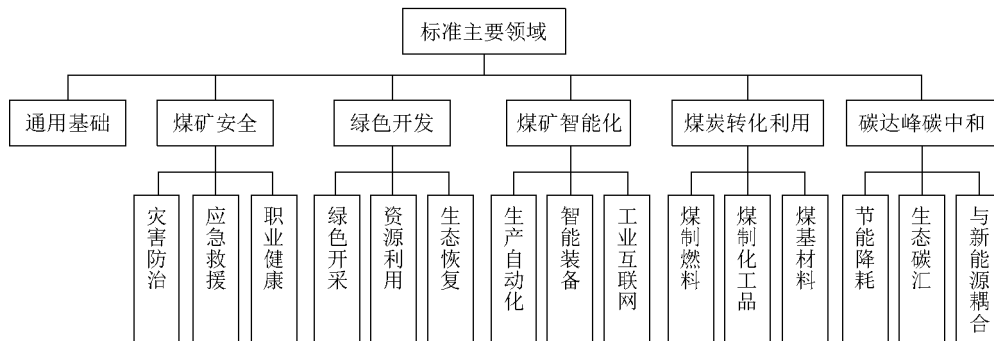 标准主要领域
通用基础
煤矿安全
绿色开发
煤矿智能化
煤炭转化利用
碳达峰碳中和
灾害防治
应急救援
职业健康
绿色开采
资源利用
生态恢复
生产自动化
智能装备
工业互联网
煤制燃料
煤制化工品
煤基材料
节能降耗
生态碳汇
与新能源耦合